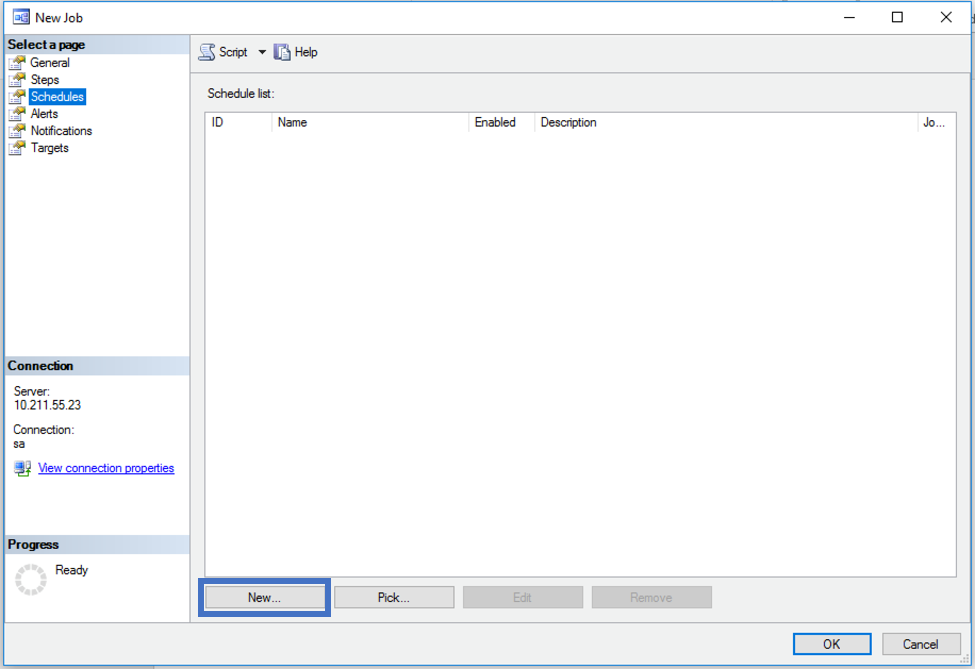 New Job
Select a page
General
Steps
Schedules
Alerts
Notifications
Targets
Script
Help
Schedule list:
ID Name Enabled Description Jo...
Connection
Server:
10.211.55.23
Connection:
sa
View connection properties
Progress
Ready
New... Pick... Edit Remove
OK Cancel